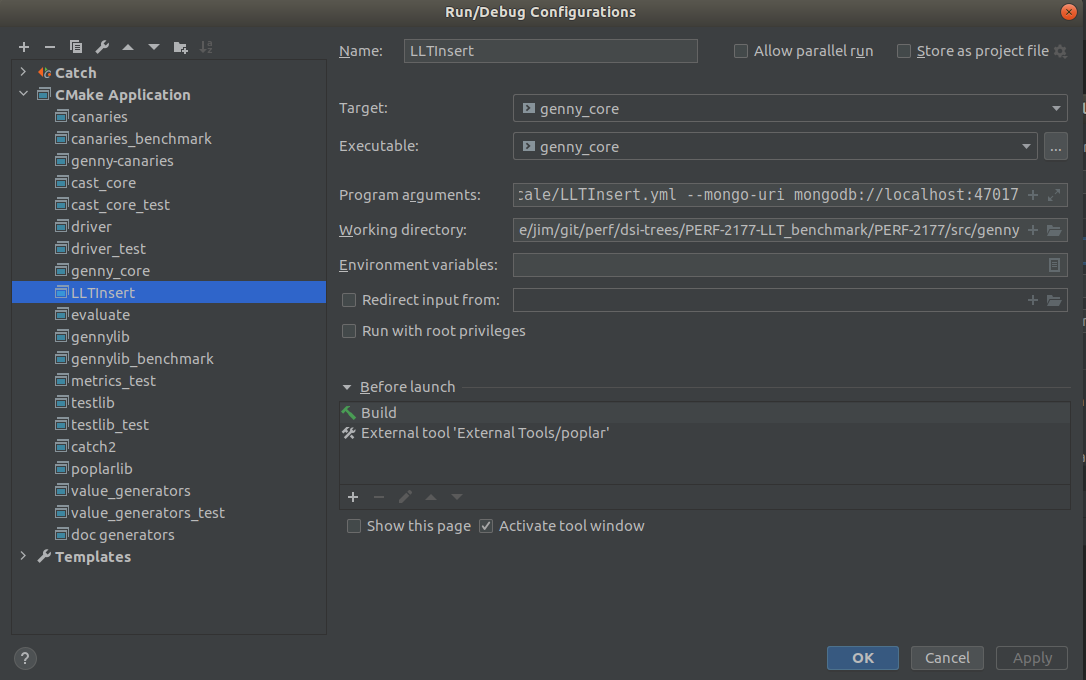 Run/Debug Configurations
Catch
CMake Application
canaries
canaries_benchmark
genny-canaries
cast_core
cast_core_test
driver
driver_test
genny_core
LLTInsert
evaluate
gennylib
gennylib_benchmark
metrics_test
testlib
testlib_test
catch2
poplarlib
value_generators
value_generators_test
doc generators
Templates
Name: LLTInsert
Allow parallel run
Store as project file
Target: genny_core
Executable: genny_core ...
Program arguments: cale/LLTInsert.yml --mongo-uri mongodb://localhost:47017
Working directory: e/jim/git/perf/dsi-trees/PERF-2177-LLT_benchmark/PERF-2177/src/genny
Environment variables:
Redirect input from:
Run with root privileges
Before launch
Build
External tool 'External Tools/poplar'
Show this page
Activate tool window
?
OK
Cancel
Apply